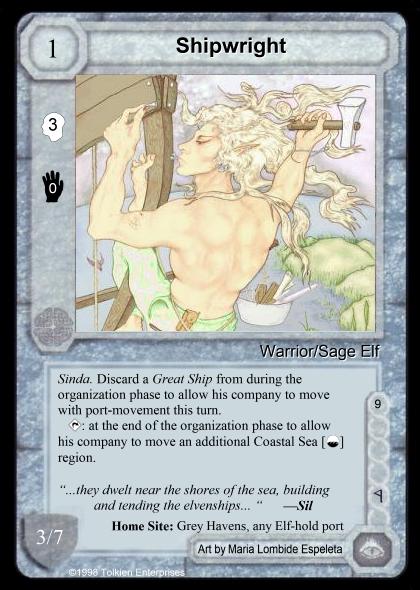 1
Shipwright
3
0
Warrior/Sage Elf
Sinda. Discard a Great Ship from during the
organization phase to allow his company to move
with port-movement this turn.
: at the end of the organization phase to allow
his company to move an additional Coastal Sea [ ]
region.
9
“...they dwelt near the shores of the sea, building
and tending the elvenships... “ —Sil
Home Site: Grey Havens, any Elf-hold port
3/7
Art by Maria Lombide Espeleta
©1998 Tolkien Enterprises